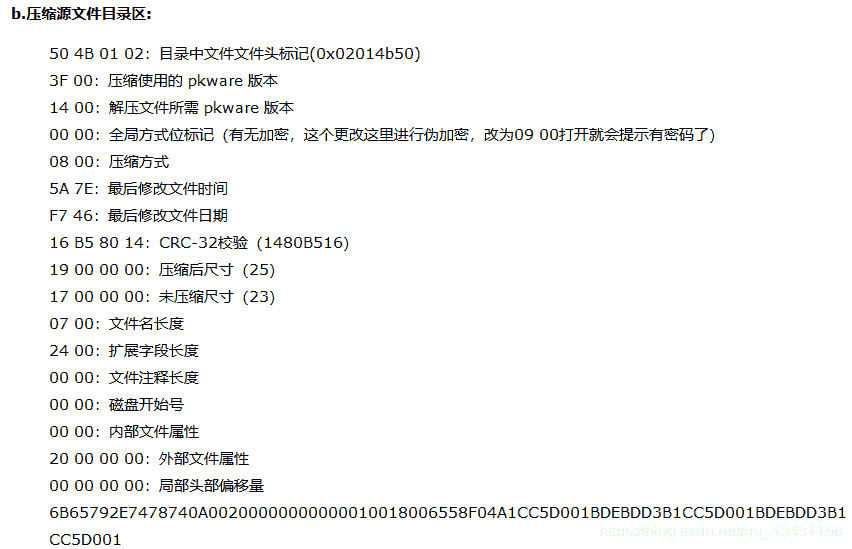 b.压缩源文件目录区：
50 4B 01 02：目录中文件文件头标记(0x02014b50)
3F 00：压缩使用的 pkware 版本
14 00：解压文件所需 pkware 版本
00 00：全局方式位标记（有无加密，这个更改这里进行伪加密，改为09 00打开就会提示有密码了)
08 00：压缩方式
5A 7E：最后修改文件时间
F7 46：最后修改文件日期
16 B5 80 14：CRC-32校验（1480B516)
19 00 00 00：压缩后尺寸（25)
17 00 00 00：未压缩尺寸（23)
07 00：文件名长度
24 00：扩展字段长度
00 00：文件注释长度
00 00：磁盘开始号
00 00：内部文件属性
20 00 00 00：外部文件属性
00 00 00 00：局部头部偏移量
6B65792E7478740A00200000000000010018006558F04A1CC5D001BDEBDD3B1CC5D001BDEBDD3B1
CC5D001